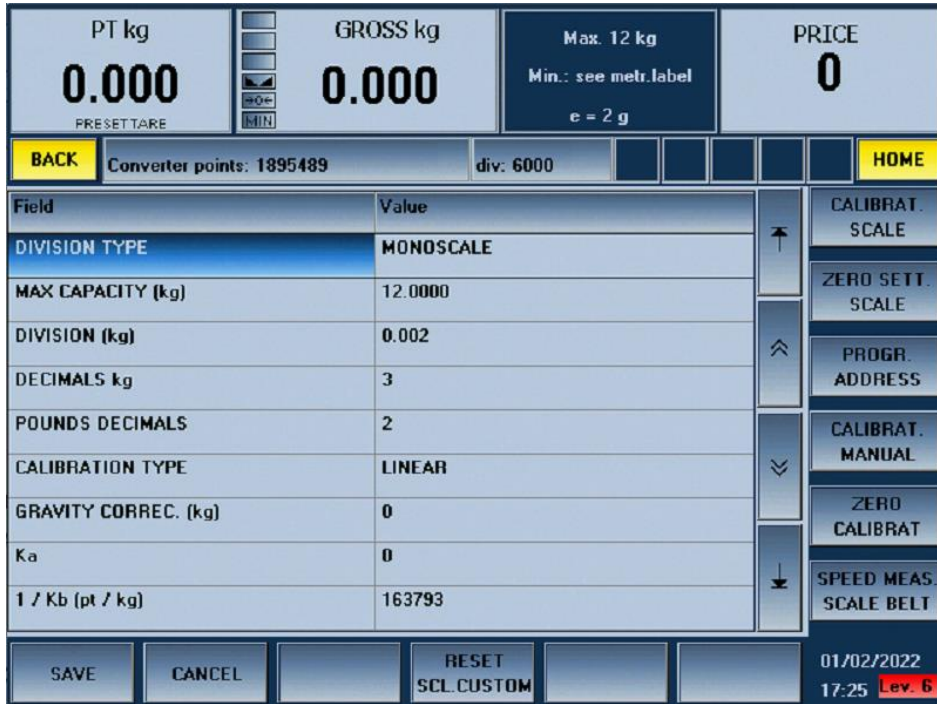 PT kg
0.000
PRESETTARE
→0←
MIN
GROSS kg
0.000
Max. 12 kg
Min.: see metr.label
e = 2 g
PRICE
0
BACK
Converter points: 1895489
div: 6000
HOME
Field Value
DIVISION TYPE MONOSCALE
MAX CAPACITY (kg) 12.0000
DIVISION (kg) 0.002
DECIMALS kg 3
POUNDS DECIMALS 2
CALIBRATION TYPE LINEAR
GRAVITY CORREC. (kg) 0
Ka 0
1 / Kb (pt / kg) 163793
CALIBRAT.
SCALE
ZERO SETT.
SCALE
PROGR.
ADDRESS
CALIBRAT.
MANUAL
ZERO
CALIBRAT
SPEED MEAS.
SCALE BELT
SAVE
CANCEL
RESET
SCL.CUSTOM
01/02/2022
17:25 Lev. 6